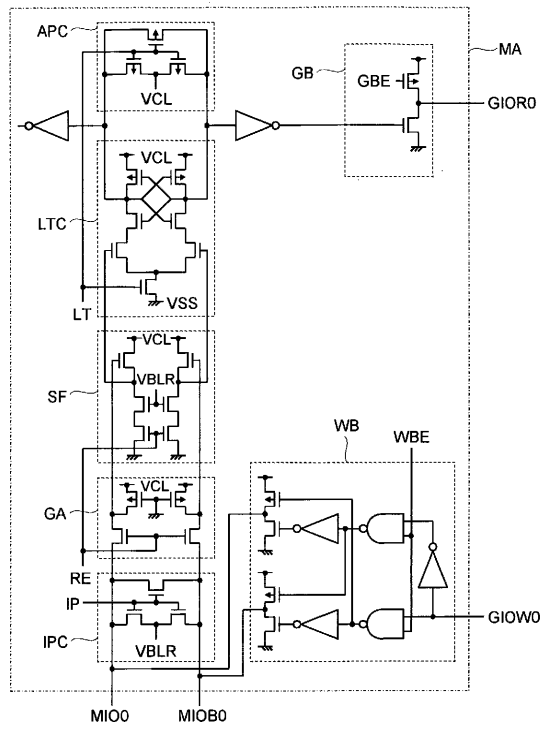 APC
MA
GB
GBE
VCL
GIOR0
VCL
LTC
LT
VSS
VCL
SF
VBLR
WB
WBE
VCL
GA
RE
IP
GIOW0
IPC
VBLR
MIO0
MIOB0